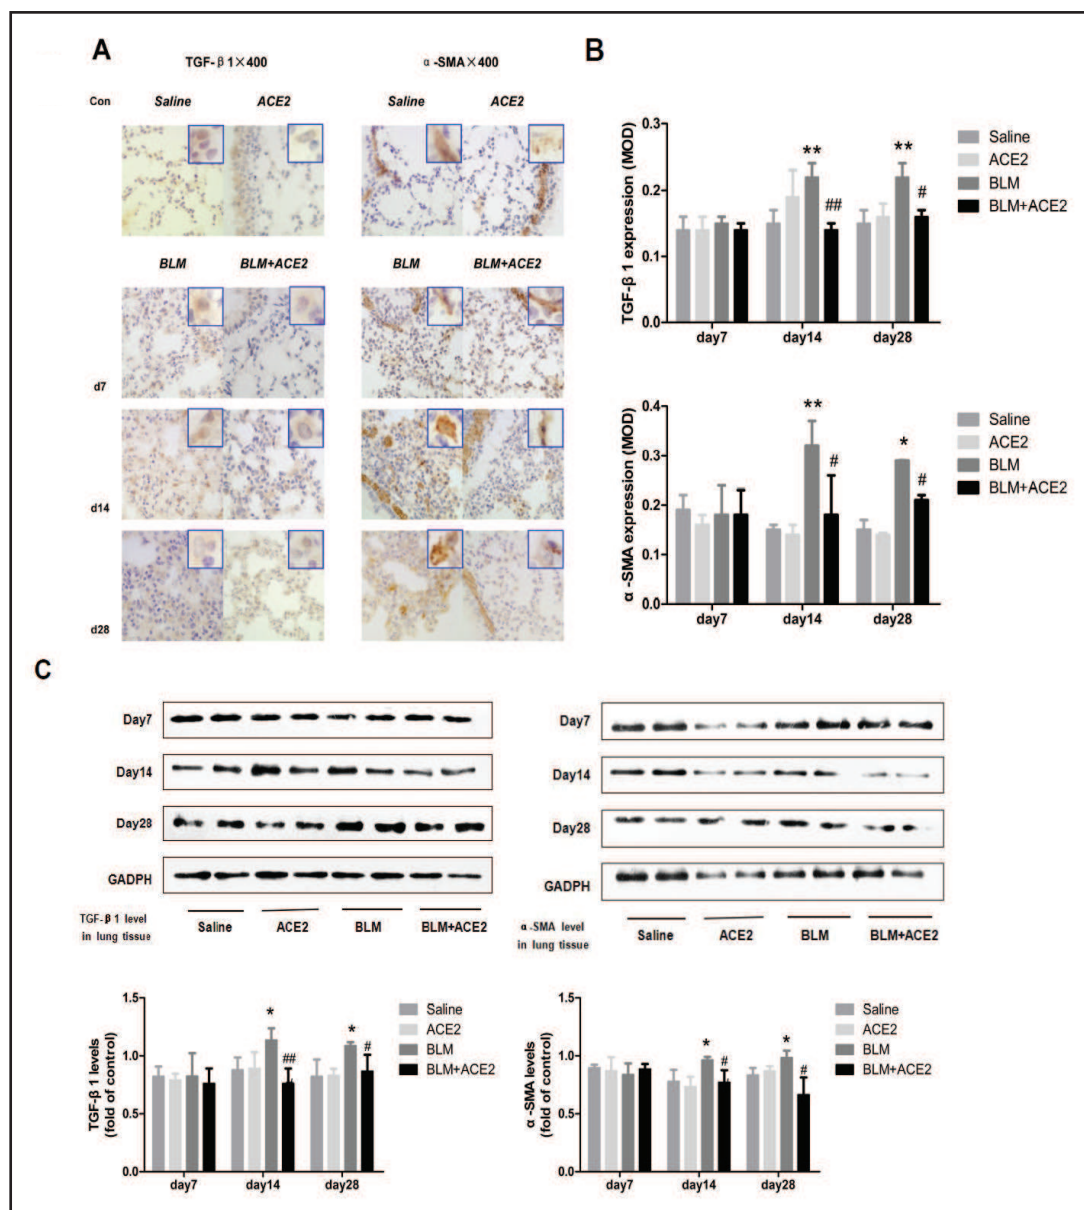 A
TGF-β1×400
α-SMA×400
Con
Saline
ACE2
Saline
ACE2
BLM
BLM+ACE2
BLM
BLM+ACE2
d7
d14
d28
B
TGF-β 1 expression (MOD)
0.3
0.2
0.1
0.0
**
##
**
#
day7
day14
day28
Saline
ACE2
BLM
BLM+ACE2
α-SMA expression (MOD)
0.4
0.3
0.2
0.1
0.0
**
#
*
#
day7
day14
day28
Saline
ACE2
BLM
BLM+ACE2
C
Day7
Day14
Day28
GADPH
TGF-β1 level
in lung tissue
Saline
ACE2
BLM
BLM+ACE2
Day7
Day14
Day28
GADPH
α-SMA level
in lung tissue
Saline
ACE2
BLM
BLM+ACE2
TGF-β 1 levels
(fold of control)
1.5
1.0
0.5
0.0
*
##
*
#
day7
day14
day28
Saline
ACE2
BLM
BLM+ACE2
α-SMA levels
(fold of control)
1.5
1.0
0.5
0.0
*
#
*
#
day7
day14
day28
Saline
ACE2
BLM
BLM+ACE2